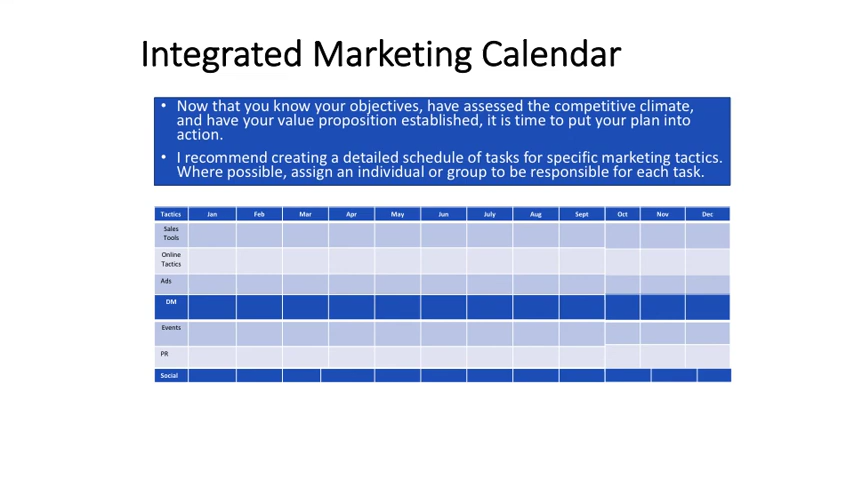 Integrated Marketing Calendar
• Now that you know your objectives, have assessed the competitive climate,
and have your value proposition established, it is time to put your plan into
action.
• I recommend creating a detailed schedule of tasks for specific marketing tactics.
Where possible, assign an individual or group to be responsible for each task.
Tactics Jan Feb Mar Apr May Jun July Aug Sept Oct Nov Dec
Sales
Tools
Online
Tactics
Ads
DM
Events
PR
Social